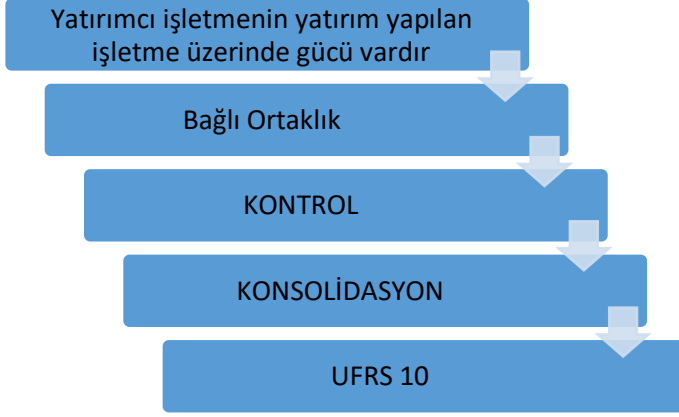 Yatırımcı işletmenin yatırım yapılan
işletme üzerinde gücü vardır
Bağlı Ortaklık
KONTROL
KONSOLİDASYON
UFRS 10